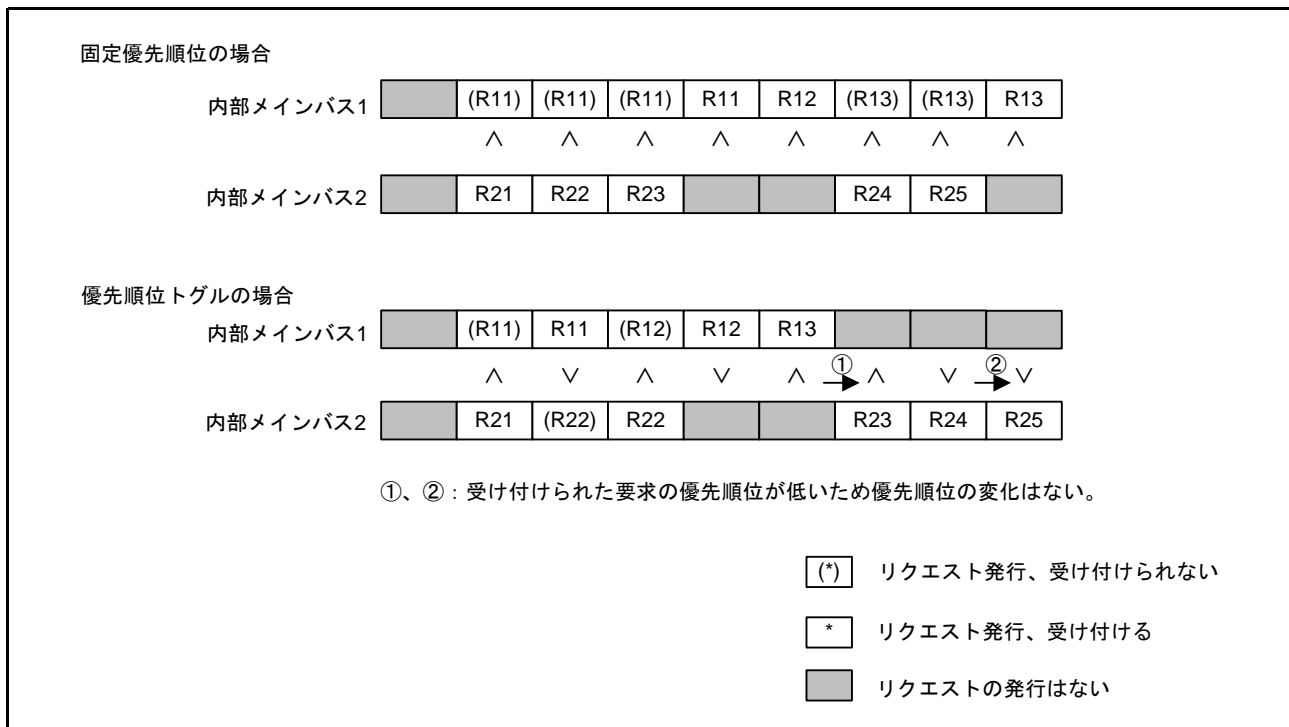 固定優先順位の場合
内部メインバス1 (R11) (R11) (R11) R11 R12 (R13) (R13) R13
∧ ∧ ∧ ∧ ∧ ∧ ∧ ∧
内部メインバス2 R21 R22 R23 R24 R25
優先順位トグルの場合
内部メインバス1 (R11) R11 (R12) R12 R13
∧ ∨ ∧ ∨ ∧ ① ∧ ∨ ② ∨
内部メインバス2 R21 (R22) R22 R23 R24 R25
①、②：受け付けられた要求の優先順位が低いため優先順位の変化はない。
(*) リクエスト発行、受け付けられない
* リクエスト発行、受け付ける
リクエストの発行はない